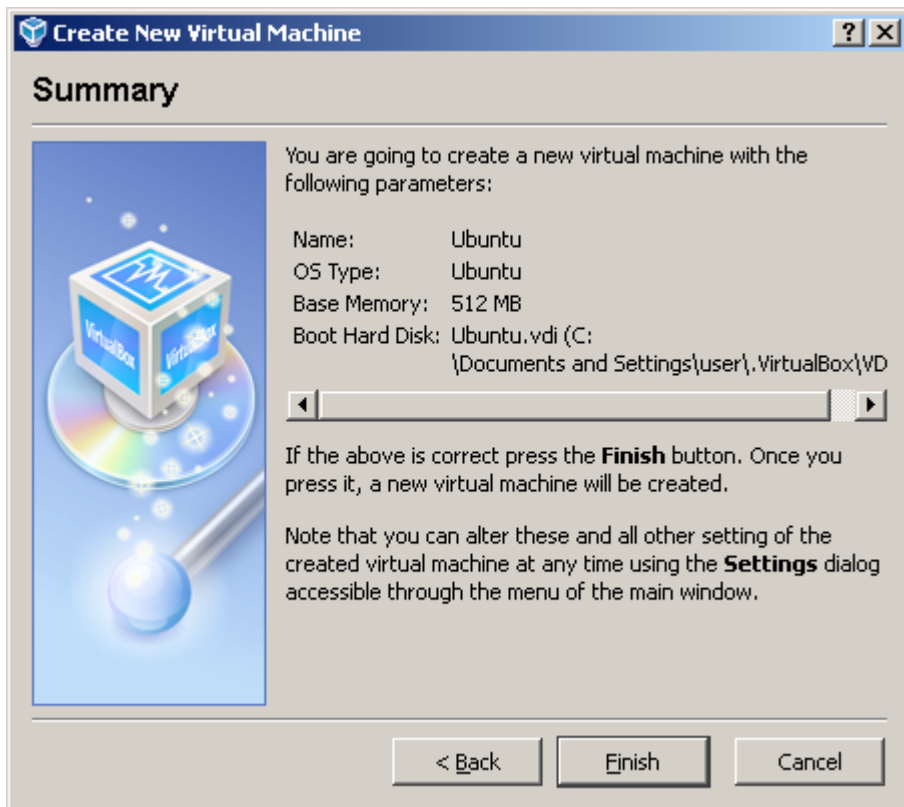 Create New Virtual Machine
Summary
You are going to create a new virtual machine with the
following parameters:
Name: Ubuntu
OS Type: Ubuntu
Base Memory: 512 MB
Boot Hard Disk: Ubuntu.vdi (C:
\Documents and Settings\user\.VirtualBox\VD
If the above is correct press the Finish button. Once you
press it, a new virtual machine will be created.
Note that you can alter these and all other setting of the
created virtual machine at any time using the Settings dialog
accessible through the menu of the main window.
VirtualBox
VirtualBox
< Back
Finish
Cancel